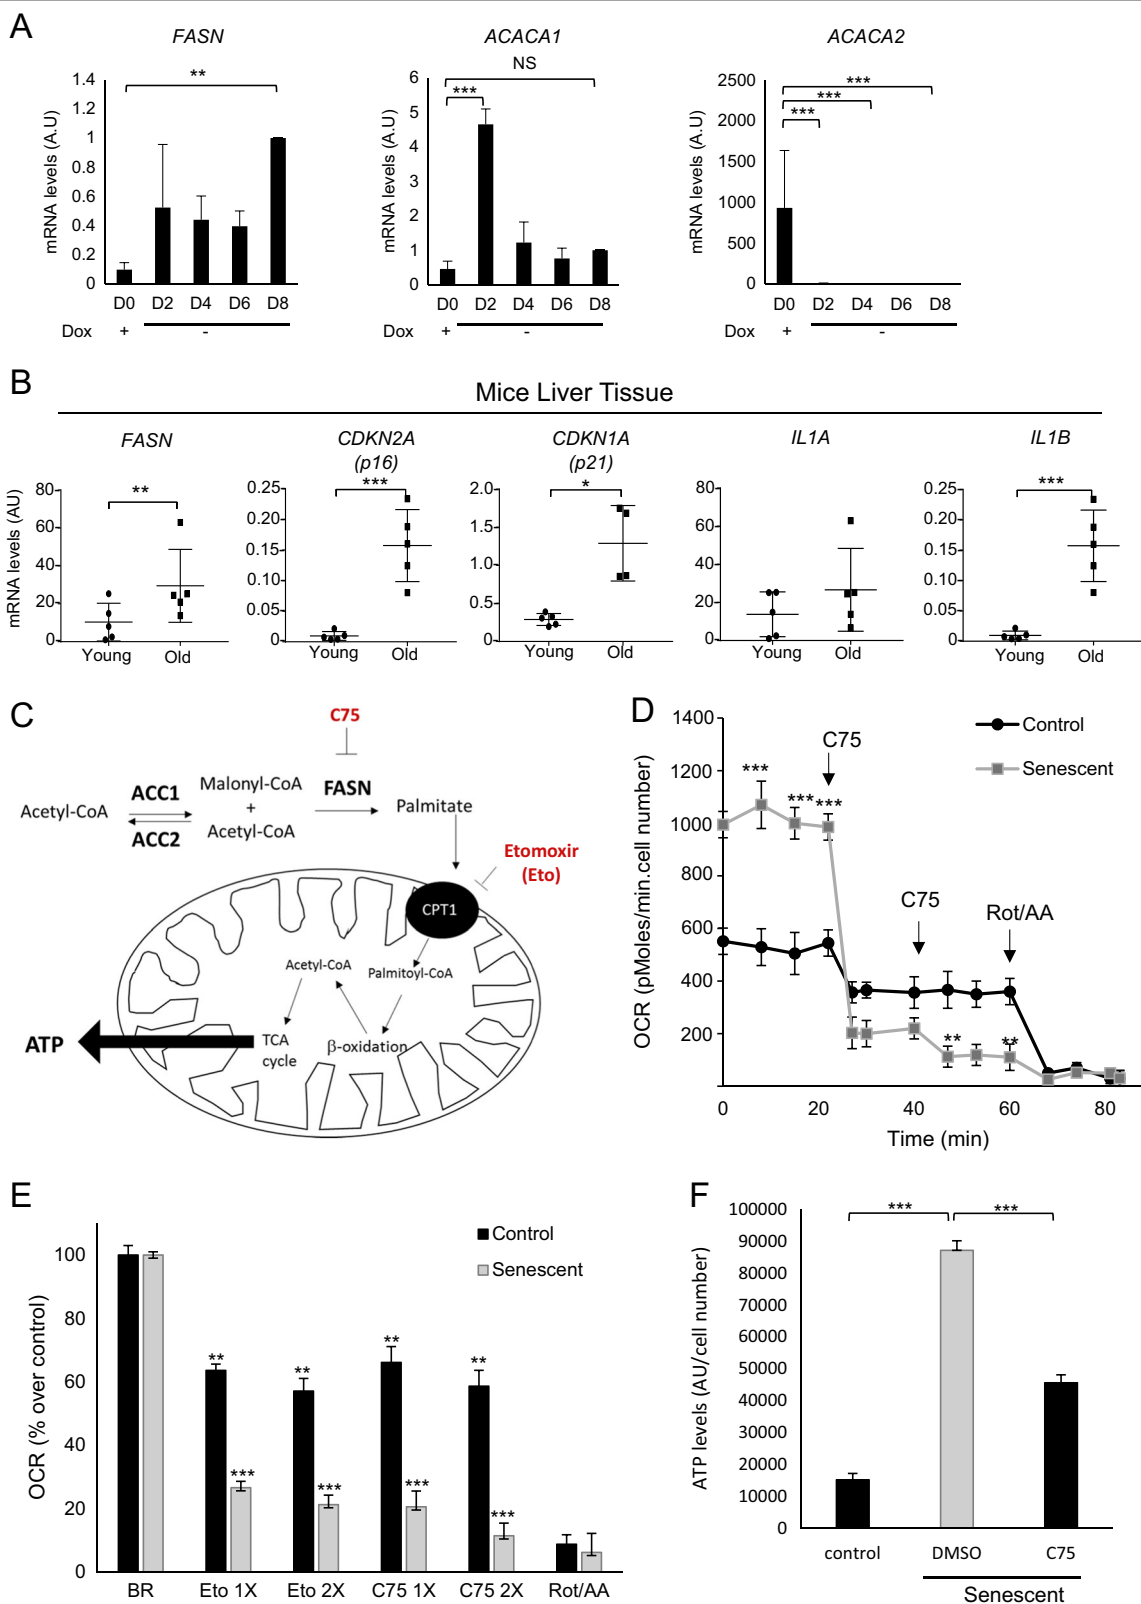 A
FASN
ACACA1
ACACA2
**
NS
***
***
***
***
mRNA levels (A.U)
1.4
1.2
1
0.8
0.6
0.4
0.2
0
D0 D2 D4 D6 D8
Dox + -
mRNA levels (A.U)
6
5
4
3
2
1
0
D0 D2 D4 D6 D8
Dox + -
mRNA levels (A.U)
2500
2000
1500
1000
500
0
D0 D2 D4 D6 D8
Dox + -
B
Mice Liver Tissue
FASN
CDKN2A
(p16)
CDKN1A
(p21)
IL1A
IL1B
mRNA levels (AU)
80
60
40
20
0
**
Young Old
0.25
0.20
0.15
0.10
0.05
0
***
Young Old
2.0
1.5
1.0
0.5
0
*
Young Old
80
60
40
20
0
Young Old
0.25
0.20
0.15
0.10
0.05
0
***
Young Old
C
C75
Acetyl-CoA
ACC1
ACC2
Malonyl-CoA
+
Acetyl-CoA
FASN
Palmitate
Etomoxir
(Eto)
CPT1
Acetyl-CoA
Palmitoyl-CoA
ATP
TCA
cycle
β-oxidation
D
OCR (pMoles/min.cell number)
1400
1200
1000
800
600
400
200
Control
Senescent
C75
C75
Rot/AA
***
***
***
**
**
0 20 40 60 80
Time (min)
E
OCR (% over control)
100
80
60
40
20
0
Control
Senescent
**
***
**
***
**
***
**
***
BR Eto 1X Eto 2X C75 1X C75 2X Rot/AA
F
ATP levels (AU/cell number)
100000
90000
80000
70000
60000
50000
40000
30000
20000
10000
0
***
***
control DMSO C75
Senescent